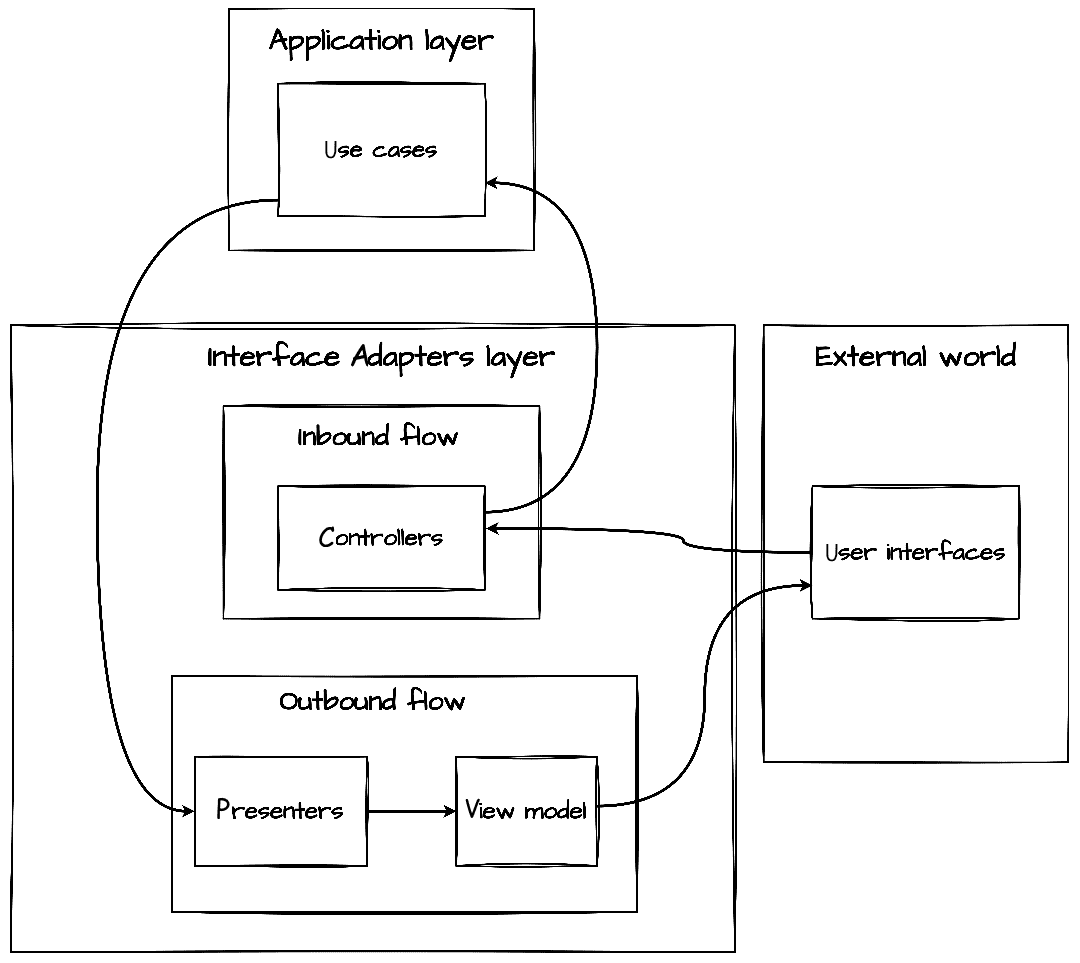 Application layer
Use cases
Interface Adapters layer
External world
Inbound flow
Controllers
User interfaces
Outbound flow
Presenters
View model